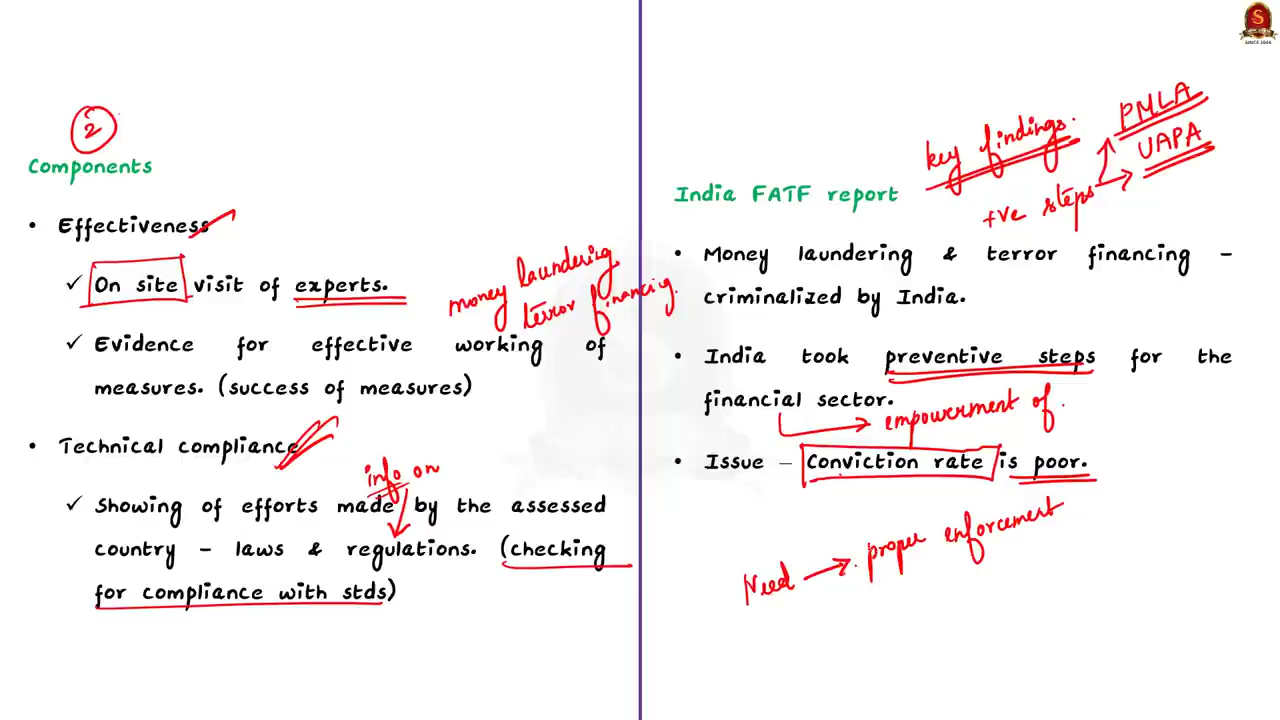 S
SINCE 2004
2
Components
• Effectiveness
✓ On site visit of experts.
money laundering
terror financing.
✓ Evidence for effective working of
measures. (success of measures)
• Technical compliance
info on
✓ Showing of efforts made by the assessed
country - laws & regulations. (checking
for compliance with stds)
key findings.
PMLA
UAPA
+ve steps
India FATF report
• Money laundering & terror financing -
criminalized by India.
• India took preventive steps for the
financial sector.
empowerment of
• Issue - Conviction rate is poor.
Need → proper enforcement